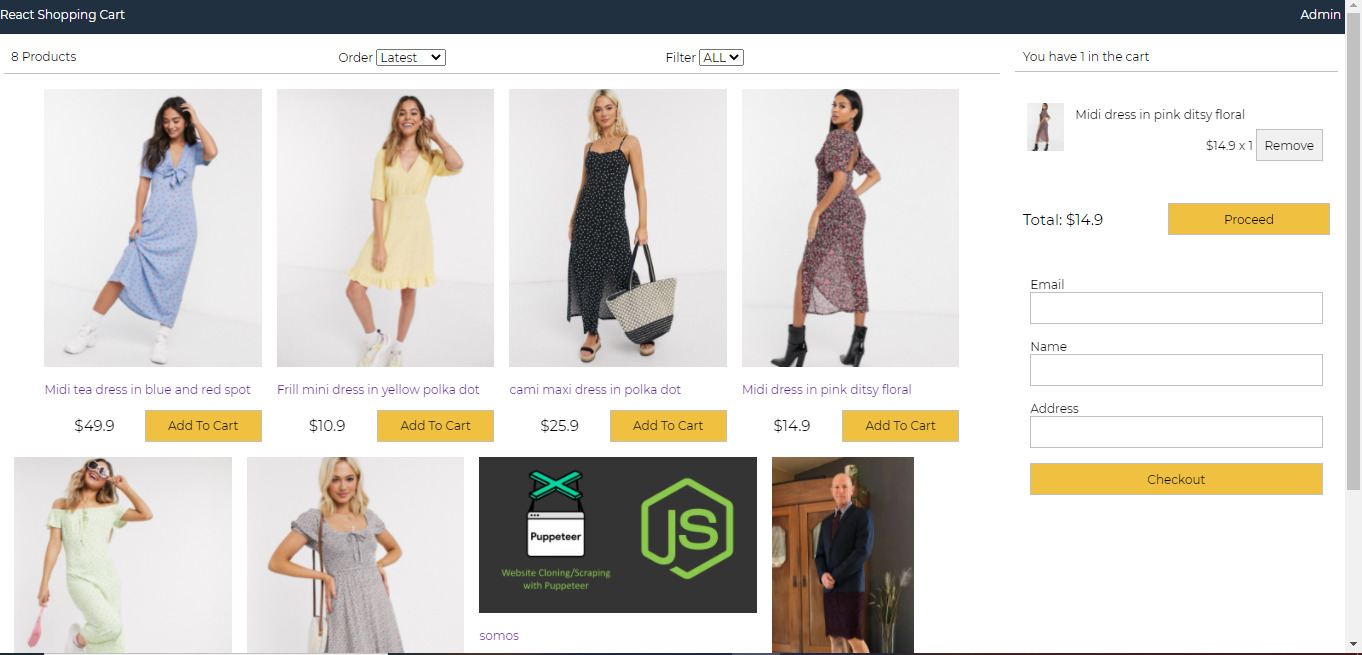 React Shopping Cart
Admin
8 Products
Order Latest
Filter ALL
You have 1 in the cart
Midi dress in pink ditsy floral
$14.9 x 1 Remove
Total: $14.9
Proceed
Email
Name
Address
Checkout
Midi tea dress in blue and red spot
Frill mini dress in yellow polka dot
cami maxi dress in polka dot
Midi dress in pink ditsy floral
$49.9 Add To Cart
$10.9 Add To Cart
$25.9 Add To Cart
$14.9 Add To Cart
Puppeteer
JS
Website Cloning/Scraping
with Puppeteer
somos